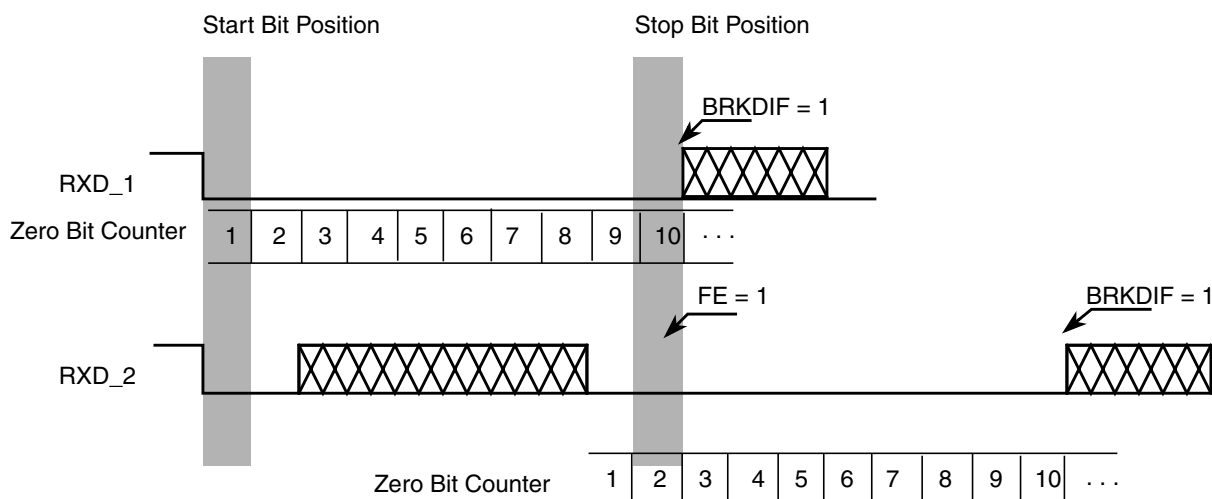 Start Bit Position Stop Bit Position
BRKDIF = 1
RXD_1
Zero Bit Counter 1 2 3 4 5 6 7 8 9 10 . . .
FE = 1 BRKDIF = 1
RXD_2
Zero Bit Counter 1 2 3 4 5 6 7 8 9 10 . . .